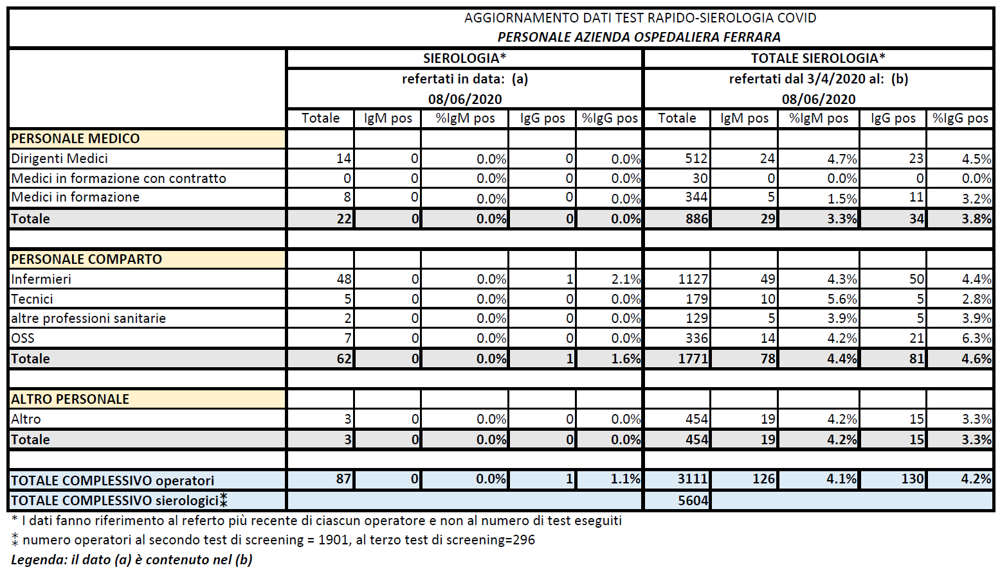 AGGIORNAMENTO DATI TEST RAPIDO-SIEROLOGIA COVID
PERSONALE AZIENDA OSPEDALIERA FERRARA
SIEROLOGIA* TOTALE SIEROLOGIA*
refertati in data: (a) refertati dal 3/4/2020 al: (b)
08/06/2020 08/06/2020
Totale IgM pos %IgM pos IgG pos %IgG pos Totale IgM pos %IgM pos IgG pos %IgG pos
PERSONALE MEDICO
Dirigenti Medici 14 0 0.0% 0 0.0% 512 24 4.7% 23 4.5%
Medici in formazione con contratto 0 0 0.0% 0 0.0% 30 0 0.0% 0 0.0%
Medici in formazione 8 0 0.0% 0 0.0% 344 5 1.5% 11 3.2%
Totale 22 0 0.0% 0 0.0% 886 29 3.3% 34 3.8%
PERSONALE COMPARTO
Infermieri 48 0 0.0% 1 2.1% 1127 49 4.3% 50 4.4%
Tecnici 5 0 0.0% 0 0.0% 179 10 5.6% 5 2.8%
altre professioni sanitarie 2 0 0.0% 0 0.0% 129 5 3.9% 5 3.9%
OSS 7 0 0.0% 0 0.0% 336 14 4.2% 21 6.3%
Totale 62 0 0.0% 1 1.6% 1771 78 4.4% 81 4.6%
ALTRO PERSONALE
Altro 3 0 0.0% 0 0.0% 454 19 4.2% 15 3.3%
Totale 3 0 0.0% 0 0.0% 454 19 4.2% 15 3.3%
TOTALE COMPLESSIVO operatori 87 0 0.0% 1 1.1% 3111 126 4.1% 130 4.2%
TOTALE COMPLESSIVO sierologici⁑ 5604
* I dati fanno riferimento al referto più recente di ciascun operatore e non al numero di test eseguiti
⁑ numero operatori al secondo test di screening = 1901, al terzo test di screening=296
Legenda: il dato (a) è contenuto nel (b)